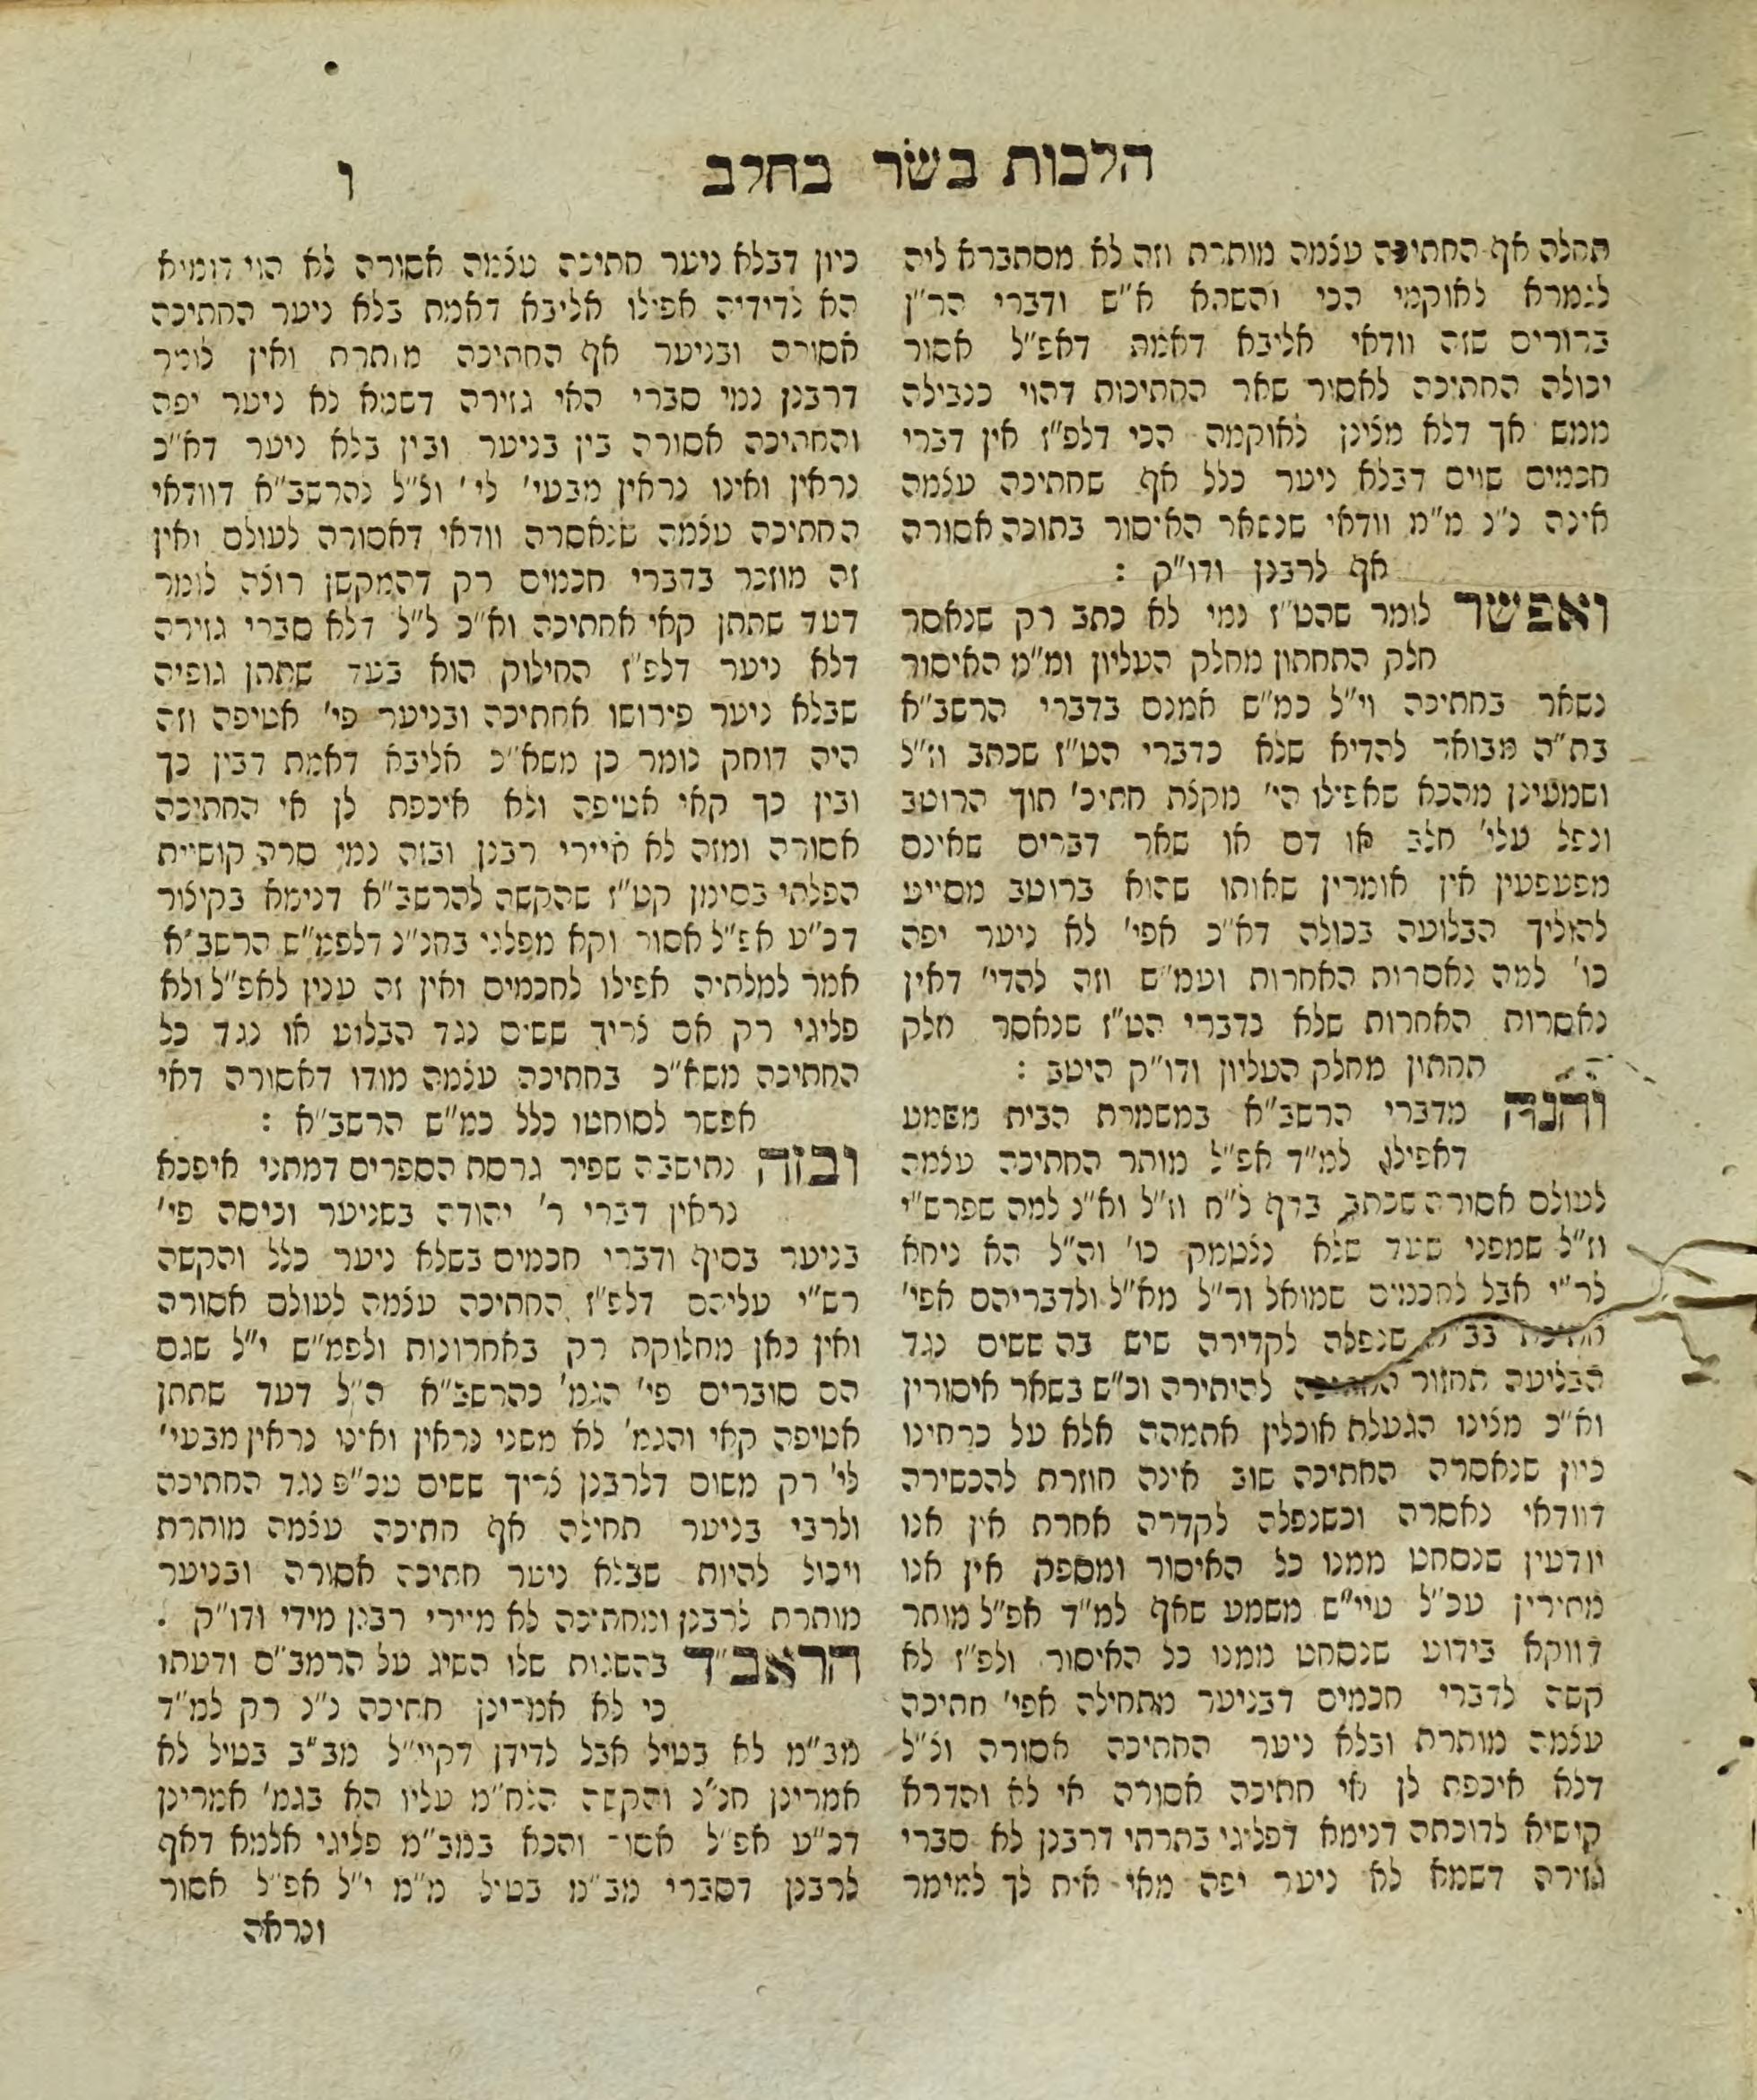 הלכות בשר בחלב
ו
תחלה אף החתיכה עצמה מותרת וזה לא מסתברא ליה
לגמרא לאוקמי הכי והשתא א״ש ודברי הר״ן
ברורים שזה וודאי אליבא דאמת דאפ״ל אסור
יכולה החתיכה לאסור שאר החתיכות דהוי כנבילה
ממש אך דלא מצינן לאוקמה הכי דלפ״ז אין דברי
חכמים שוים דבלא ניער כלל אף שחתיכה עצמה
אינה נ״נ מ״מ וודאי שנשאר האיסור בתוכה אסורה
אף לרבנן ודו״ק :
ואפשר לומר שהט״ז נמי לא כתב רק שנאסר
חלק התחתון מחלק העליון ומ״מ האיסור
נשאר בחתיכה וי״ל כמ״ש אמנם בדברי הרשב״א
בת״ה מבואר להדיא שלא כדברי הט״ז שכתב וז״ל
ושמעינן מהכא שאפילו הי׳ מקצת חתיכ׳ תוך הרוטב
ונפל עלי׳ חלב או דם או שאר דברים שאינם
מפעפעין אין אומרין שאותו שהוא ברוטב מסייע
להוליך הבלועה בכולה דא״כ אפי׳ לא ניער יפה
כו׳ למה נאסרות האחרות ועמ״ש וזה להדי׳ דאין
נאסרות האחרות שלא כדברי הט״ז שנאסר חלק
תחתון מחלק העליון ודו״ק היטב :
והנה מדברי הרשב״א במשמרת הבית משמע
דאפילו למ״ד אפ״ל מותר החתיכה עצמה
לעולם אסורה שכתב בדף ל״ח וז״ל וא״נ למה שפרש״י
וז״ל שמפני שעד שלא נצטמק כו׳ וה״ל הא ניחא
לר״י אבל לחכמים שמואל ור״ל מא״ל ולדבריהם אפי׳
חתיכת בב״ח שנפלה לקדירה שיש בה ששים נגד
הבליעה תחזור החתיכה להיתירה וכ״ש בשאר איסורין
וא״כ מצינו הגעלת אוכלין אתמהה אלא על כרחינו
כיון שנאסרה החתיכה שוב אינה חוזרת להכשירה
דוודאי נאסרה וכשנפלה לקדרה אחרת אין אנו
יודעין שנסחט ממנו כל האיסור ומספק אין אנו
מתירין עכ״ל עיי״ש משמע שאף למ״ד אפ״ל מותר
דווקא בידוע שנסחט ממנו כל האיסור ולפ״ז לא
קשה לדברי חכמים דבניער מתחילה אפי׳ חתיכה
עצמה מותרת ובלא ניער החתיכה אסורה וצ״ל
דלא איכפת לן אי חתיכה אסורה אי לא והדרא
קושיא לדוכתה דנימא דפליגי בתרתי דרבנן לא סברי
גזירה דשמא לא ניער יפה מאי אית לך למימר
כיון דבלא ניער חתיכה עצמה אסורה לא הוי דומיא
הא לדידיה אפילו אליבא דאמת בלא ניער החתיכה
אסורה ובניער אף החתיכה מותרת ואין לומר
דרבנן נמי סברי האי גזירה דשמא לא ניער יפה
והחתיכה אסורה בין בניער ובין בלא ניער דא״כ
נראין ואינו נראין מבעי׳ לי׳ וצ״ל להרשב״א דוודאי
החתיכה עצמה שנאסרה וודאי דאסורה לעולם ואין
זה מוזכר בדברי חכמים רק דהמקשן רוצה לומר
דעד שתתן קאי אחתיכה וא״כ ל״ל דלא סברי גזירה
דלא ניער דלפ״ז החילוק הוא בעד שתתן גופיה
שבלא ניער פירושו אחתיכה ובניער פי׳ אטיפה וזה
היה דוחק לומר כן משא״כ אליבא דאמת דבין כך
ובין כך קאי אטיפה ולא איכפת לן אי החתיכה
אסורה ומזה לא איירי רבנן ובזה נמי סרה קושיית
הפלתי בסימן קט״ז שהקשה להרשב״א דנימא בקיצור
דכ״ע אפ״ל אסור וקא מפלגי בחנ״נ דלפמ״ש הרשב״א
אמר למלתיה אפילו לחכמים ואין זה ענין לאפ״ל ולא
פליגי רק אם צריך ששים נגד הבלוע או נגד כל
החתיכה משא״כ בחתיכה עצמה מודו דאסורה דאי
אפשר לסוחטו כלל כמ״ש הרשב״א :
ובזה נתישבה שפיר גרסת הספרים דמתני איפכא
נראין דברי ר׳ יהודה בשניער וכיסה פי׳
בניער בסוף ודברי חכמים בשלא ניער כלל והקשה
רש״י עליהם דלפ״ז החתיכה עצמה לעולם אסורה
ואין כאן מחלוקת רק באחרונות ולפמ״ש י״ל שגם
הם סוברים פי׳ הגמ׳ כהרשב״א ה״ל דעד שתתן
אטיפה קאי והגמ׳ לא משני נראין ואינו נראין מבעי׳
לי׳ רק משום דלרבנן צריך ששים עכ״פ נגד החתיכה
ולרבי בניער תחילה אף חתיכה עצמה מותרת
ויכול להיות שבלא ניער חתיכה אסורה ובניער
מותרת לרבנן ומחתיכה לא מיירי רבנן מידי ודו״ק .
הראב״ד בהשגות שלו השיג על הרמב״ם ודעתו
כי לא אמרינן חתיכה נ״נ רק למ״ד
מב״מ לא בטיל אבל לדידן דקיי״ל מב״ב בטיל לא
אמרינן חנ״נ והקשה הלח״מ עליו הא בגמ׳ אמרינן
דכ״ע אפ״ל אסור והכא במב״מ פליגי אלמא דאף
לרבנן דסברי מב״מ בטיל מ״מ י״ל אפ״ל אסור
ונראה